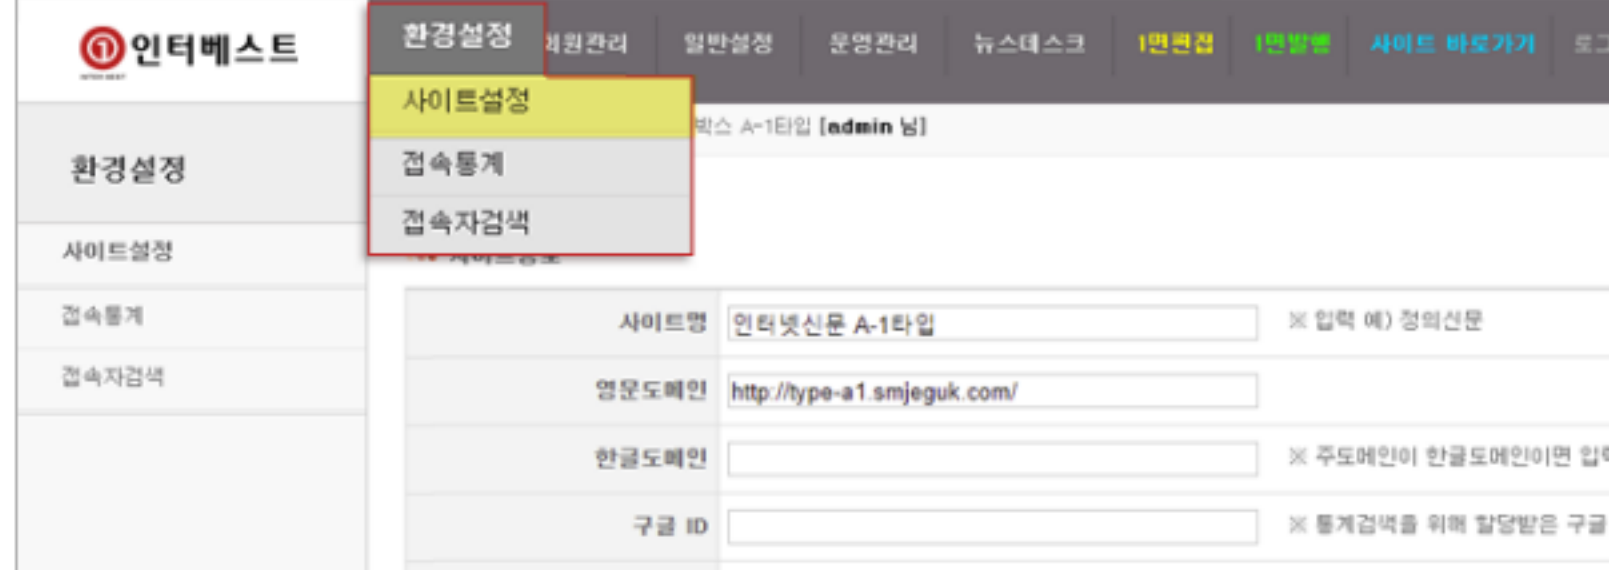 인터베스트
환경설정
회원관리 일반설정 운영관리 뉴스데스크 1면편집 1면발행 사이트 바로가기
사이트설정
접속통계
접속자검색
박스 A-1타입 [admin 님]
환경설정
사이트설정
접속통계
접속자검색
사이트명 인터넷신문 A-1타입 ※ 입력 예) 정의신문
영문도메인 http://type-a1.smjeguk.com/
한글도메인 ※ 주도메인이 한글도메인이면
구글 ID ※ 통계검색을 위해 할당받은 구글